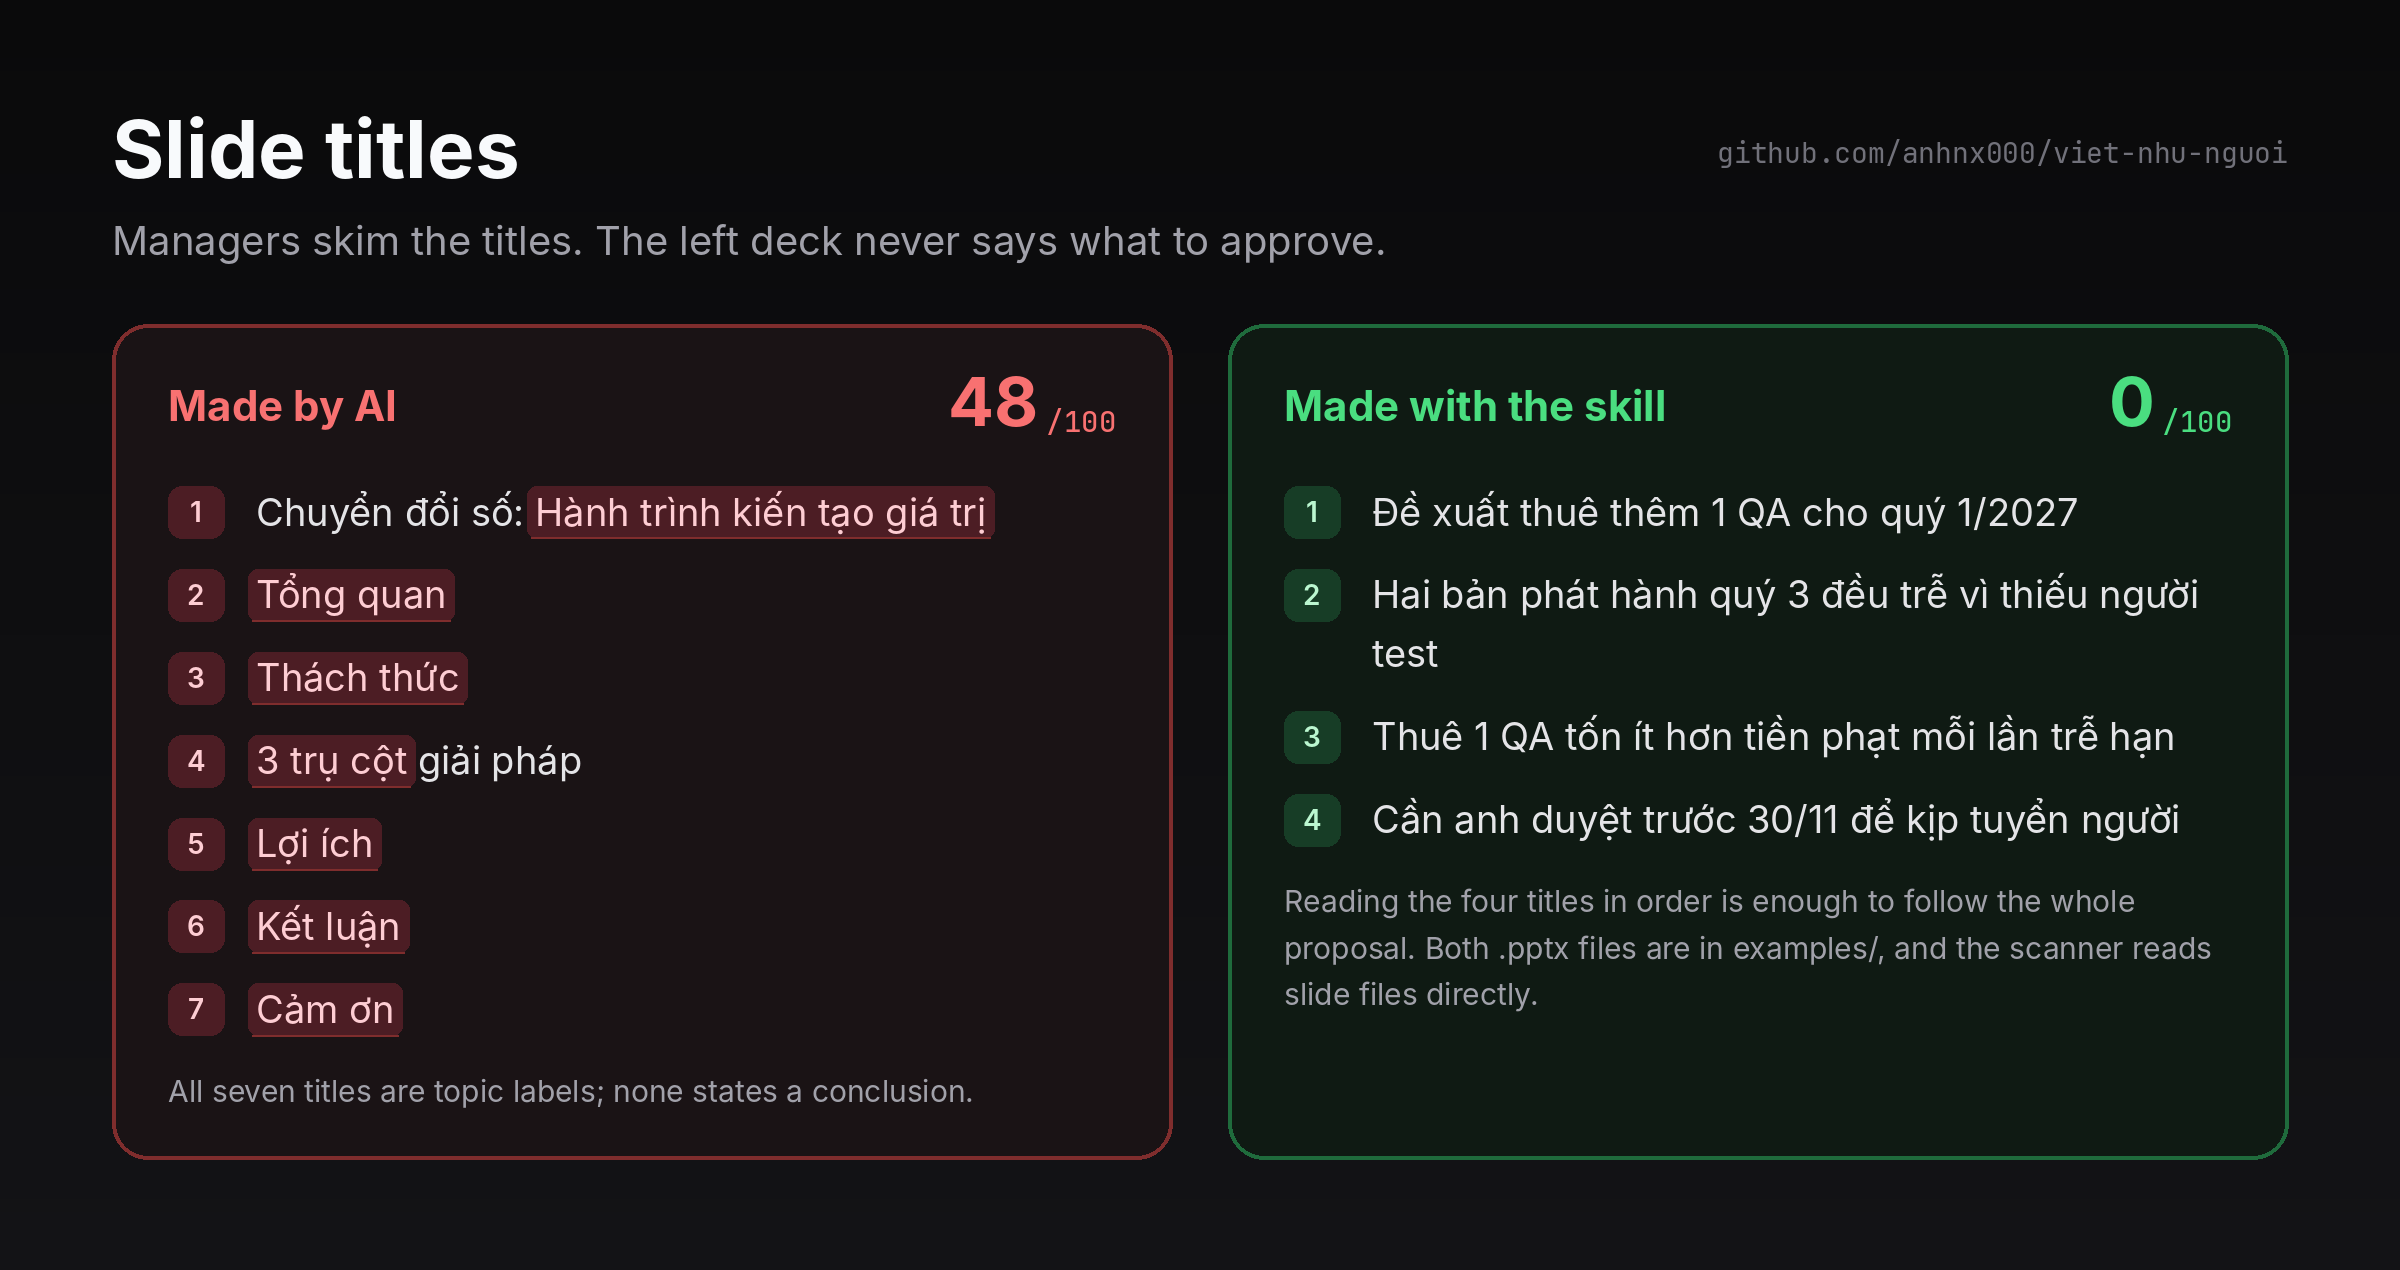 Slide titles
github.com/anhnx000/viet-nhu-nguoi
Managers skim the titles. The left deck never says what to approve.
Made by AI
48 /100
1 Chuyển đổi số: Hành trình kiến tạo giá trị
2 Tổng quan
3 Thách thức
4 3 trụ cột giải pháp
5 Lợi ích
6 Kết luận
7 Cảm ơn
All seven titles are topic labels; none states a conclusion.
Made with the skill
0 /100
1 Đề xuất thuê thêm 1 QA cho quý 1/2027
2 Hai bản phát hành quý 3 đều trễ vì thiếu người
test
3 Thuê 1 QA tốn ít hơn tiền phạt mỗi lần trễ hạn
4 Cần anh duyệt trước 30/11 để kịp tuyển người
Reading the four titles in order is enough to follow the whole
proposal. Both .pptx files are in examples/, and the scanner reads
slide files directly.